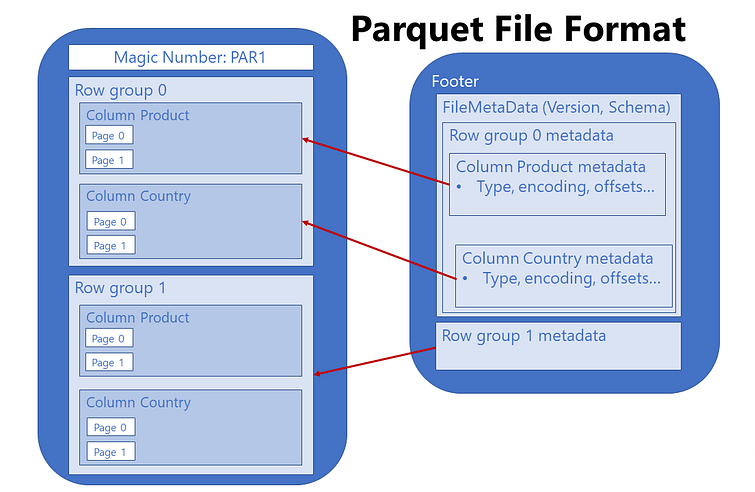 Parquet File Format
Magic Number: PAR1
Row group 0
Column Product
Page 0
Page 1
Column Country
Page 0
Page 1
Row group 1
Column Product
Page 0
Page 1
Column Country
Page 0
Page 1
Footer
FileMetaData (Version, Schema)
Row group 0 metadata
Column Product metadata
• Type, encoding, offsets...
Column Country metadata
• Type, encoding, offsets...
Row group 1 metadata